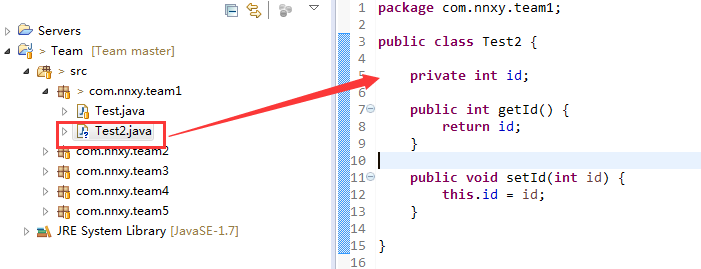 Servers
> Team [Team master]
> src
> com.nnxy.team1
Test.java
Test2.java
com.nnxy.team2
com.nnxy.team3
com.nnxy.team4
com.nnxy.team5
JRE System Library [JavaSE-1.7]
1 package com.nnxy.team1;
2
3 public class Test2 {
4
5 private int id;
6
7 public int getId() {
8 return id;
9 }
10
11 public void setId(int id) {
12 this.id = id;
13 }
14
15 }
16